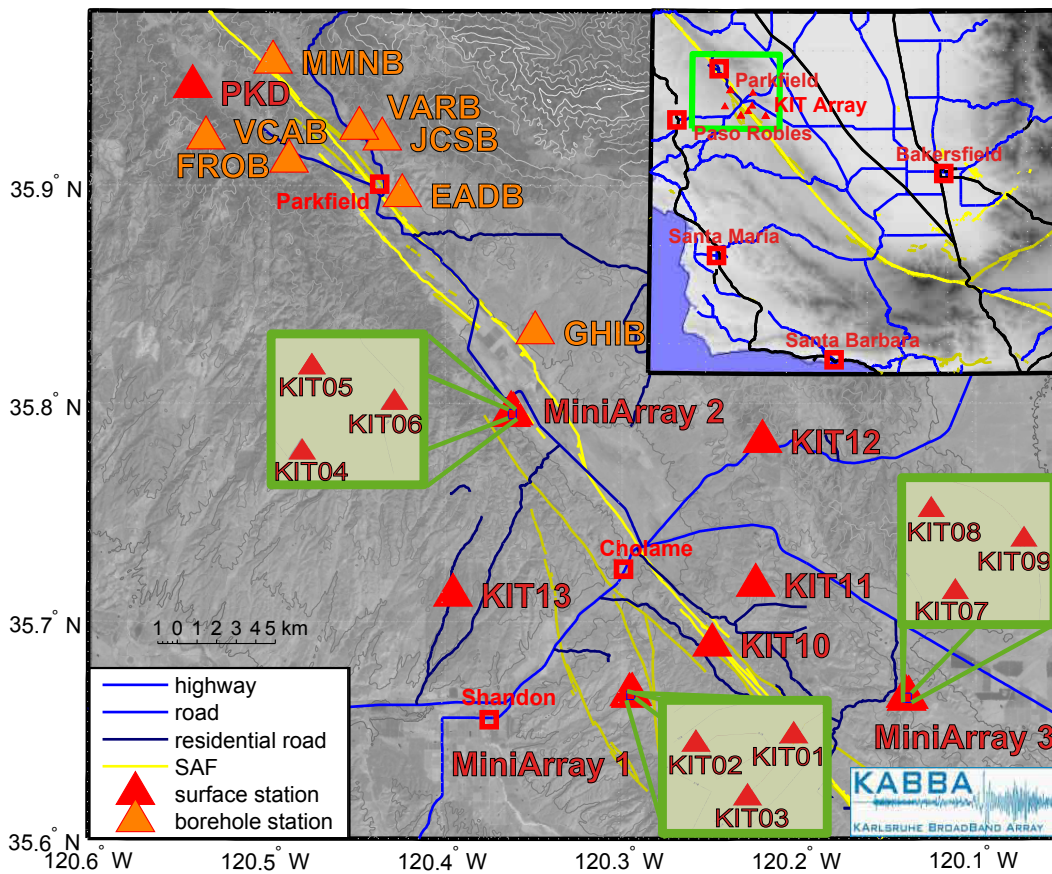 MMNB
PKD
VARB
VCAB
JCSB
FROB
Parkfield
EADB
GHIB
Parkfield
KIT Array
Paso Robles
Bakersfield
Santa Maria
Santa Barbara
35.9° N
35.8° N
35.7° N
35.6° N
KIT05
KIT06
KIT04
MiniArray 2
KIT12
KIT08
KIT09
KIT07
Cholame
KIT13
KIT11
KIT10
1 0 1 2 3 4 5 km
Shandon
MiniArray 1
MiniArray 3
KIT02
KIT01
KIT03
highway
road
residential road
SAF
surface station
borehole station
KABBA
KARLSRUHE BROADBAND ARRAY
120.6° W
120.5° W
120.4° W
120.3° W
120.2° W
120.1° W